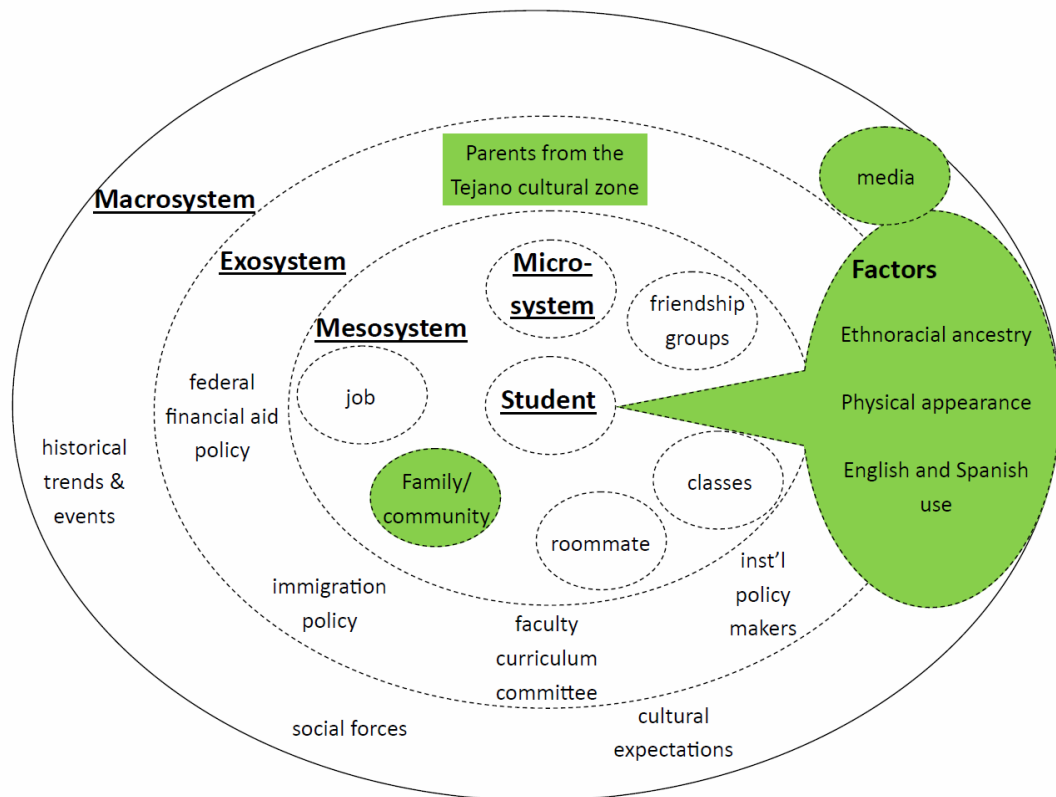 Parents from the
Tejano cultural zone
media
Macrosystem
Exosystem
Micro-
system
Factors
Mesosystem
friendship
groups
Ethnoracial ancestry
federal
financial aid
policy
job
Student
Physical appearance
historical
trends &
events
Family/
community
classes
English and Spanish
use
roommate
inst'l
policy
makers
immigration
policy
faculty
curriculum
committee
social forces
cultural
expectations